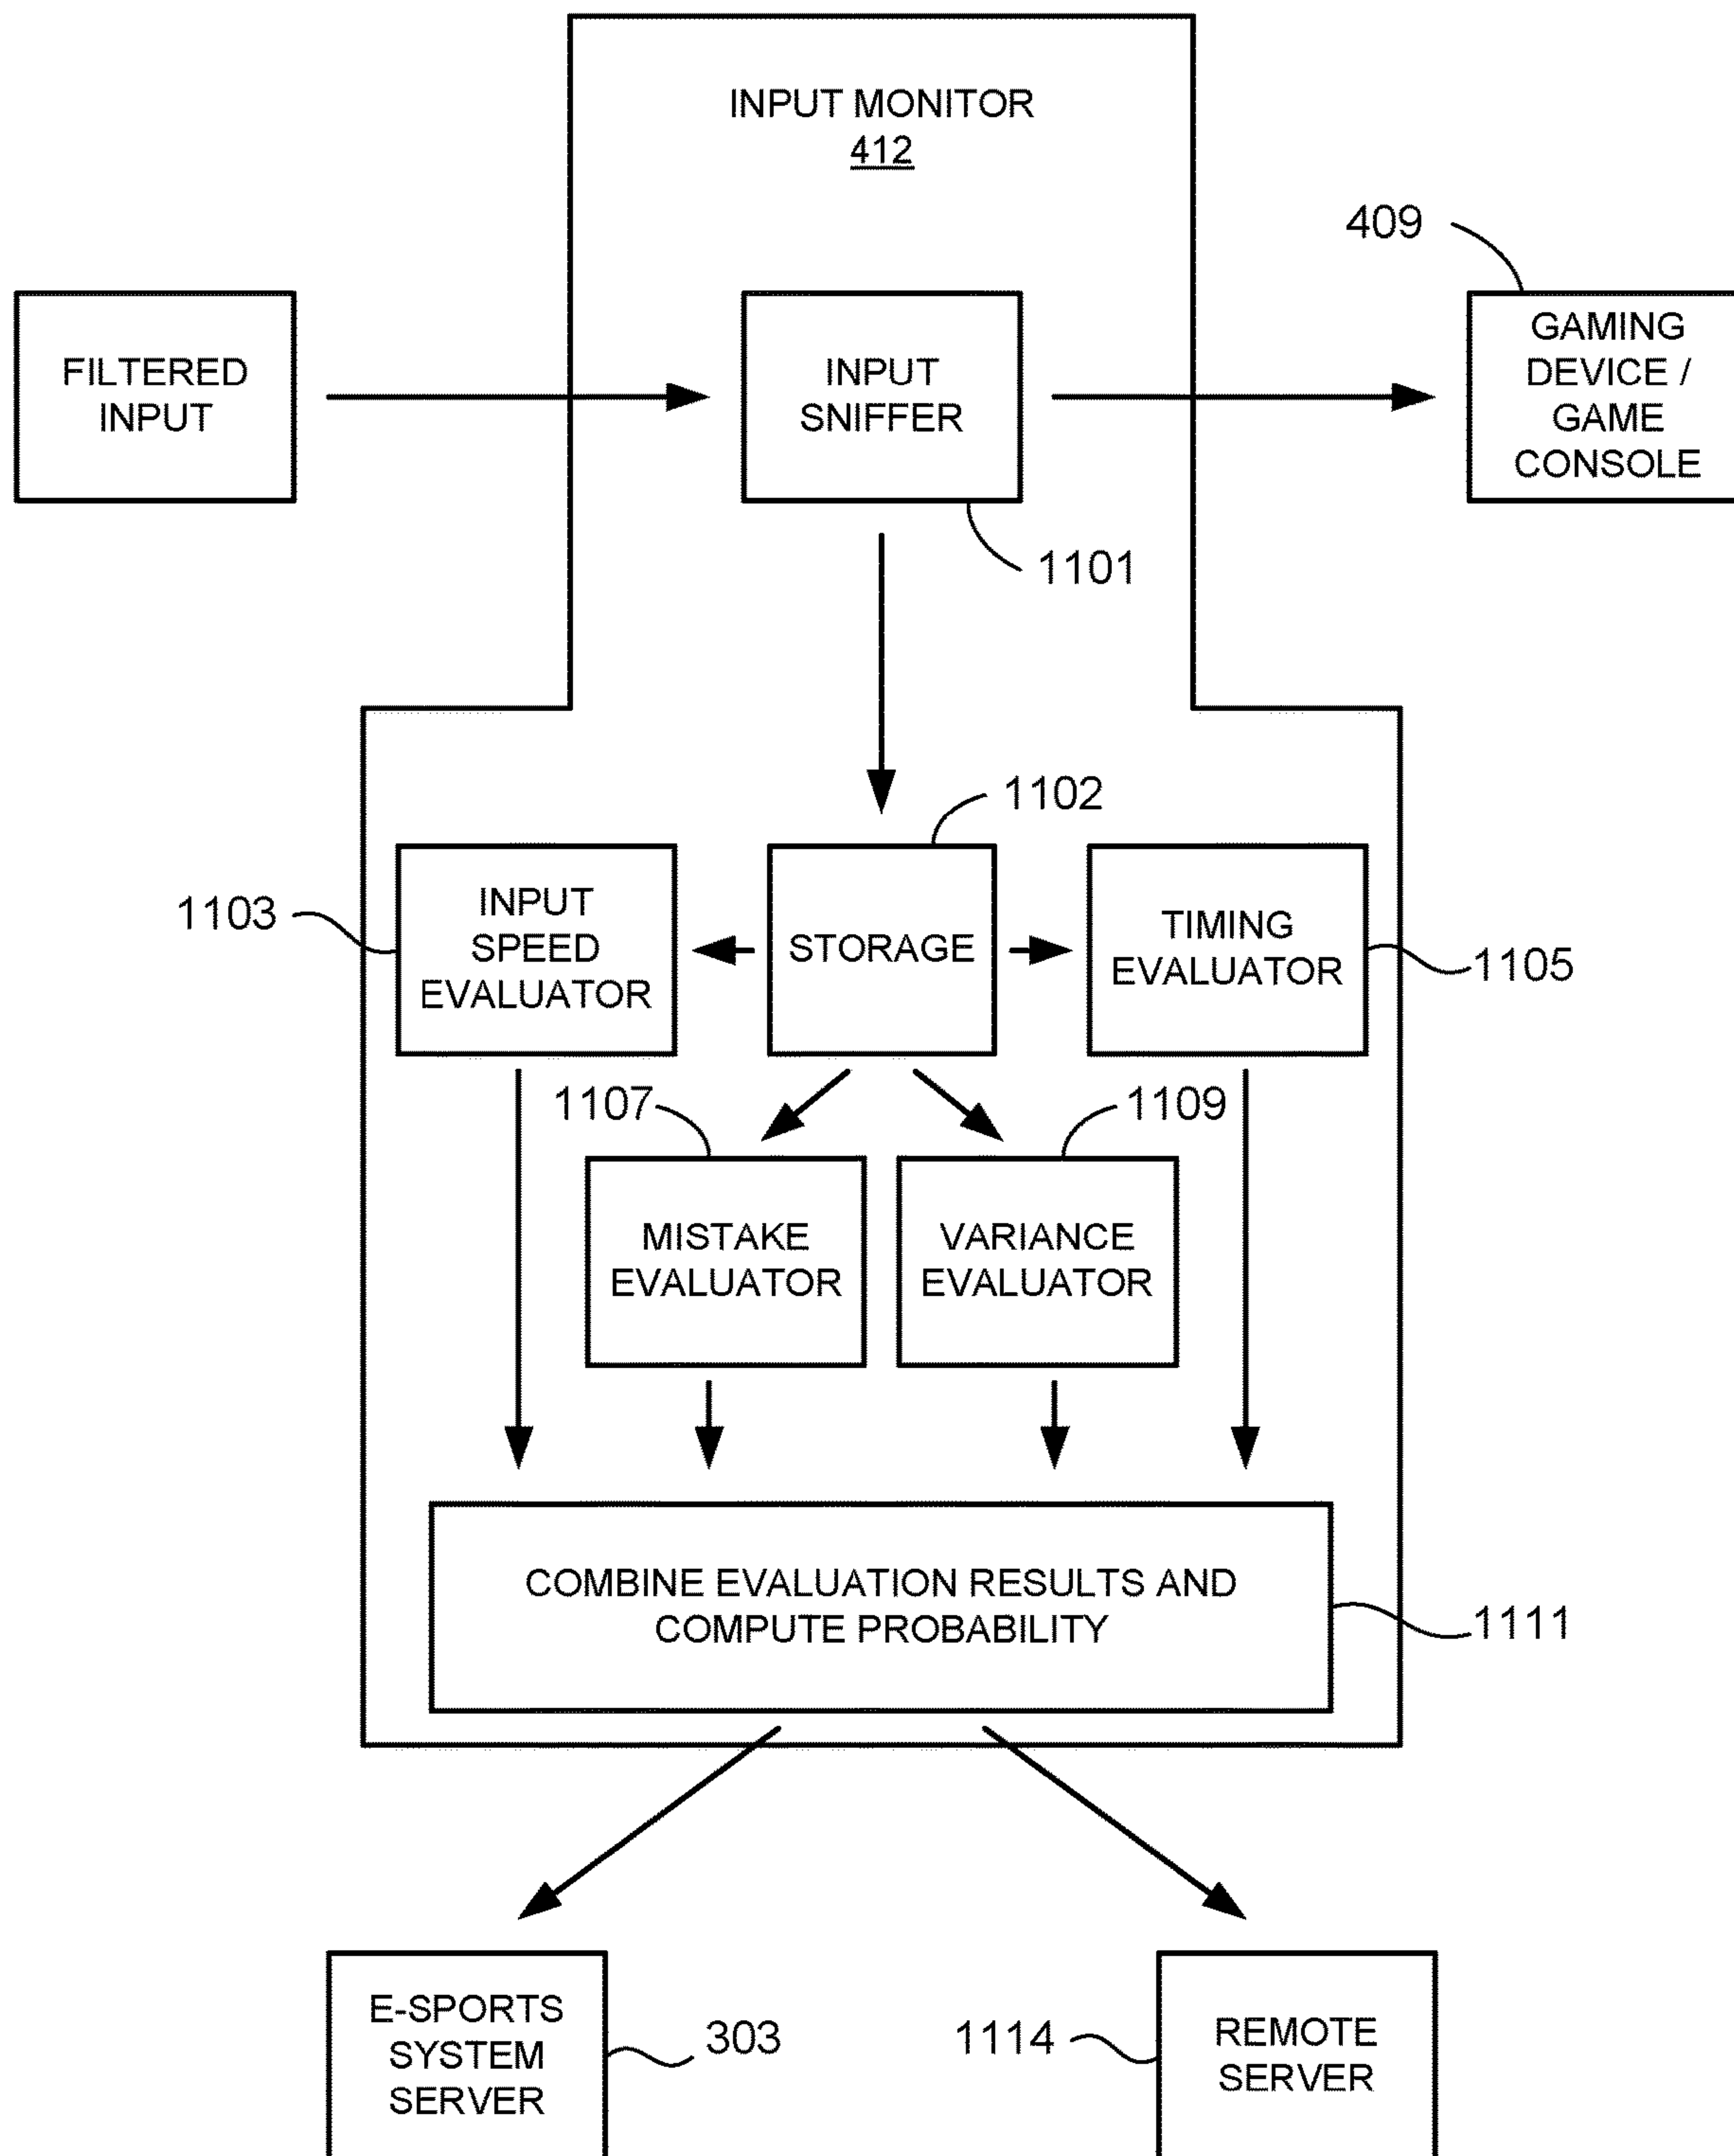 INPUT MONITOR
412
409
FILTERED
INPUT
INPUT
SNIFFER
GAMING
DEVICE /
GAME
CONSOLE
1101
1102
1103
INPUT
SPEED
EVALUATOR
STORAGE
TIMING
EVALUATOR
1105
1107
1109
MISTAKE
EVALUATOR
VARIANCE
EVALUATOR
COMBINE EVALUATION RESULTS AND
COMPUTE PROBABILITY
1111
E-SPORTS
SYSTEM
SERVER
303
1114
REMOTE
SERVER